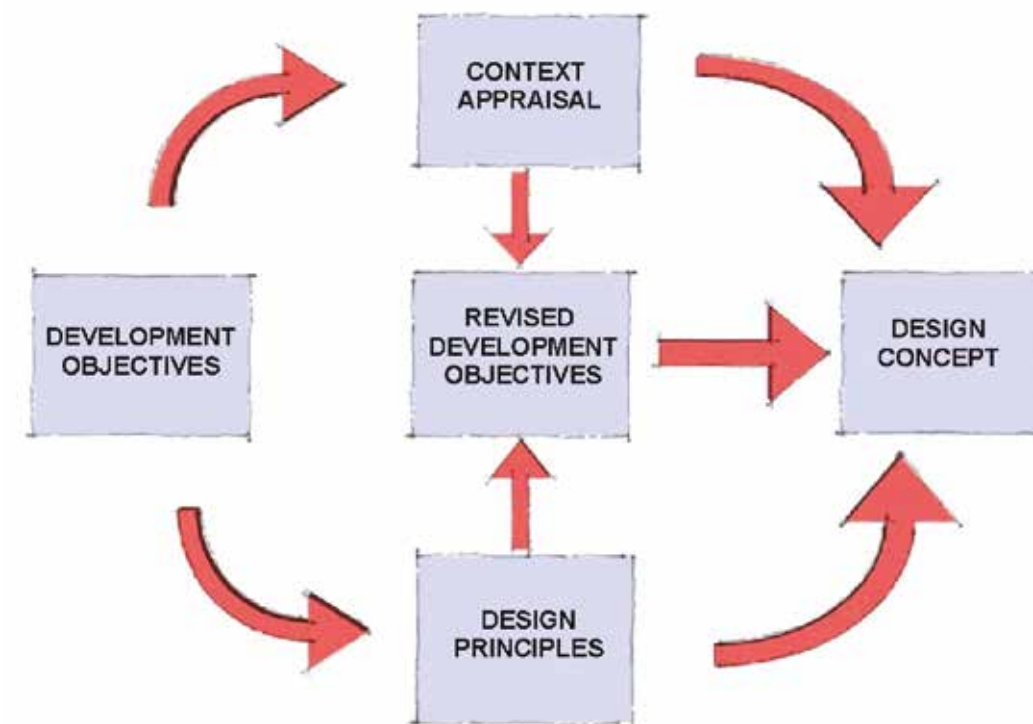 CONTEXT
APPRAISAL
DEVELOPMENT
OBJECTIVES
REVISED
DEVELOPMENT
OBJECTIVES
DESIGN
CONCEPT
DESIGN
PRINCIPLES